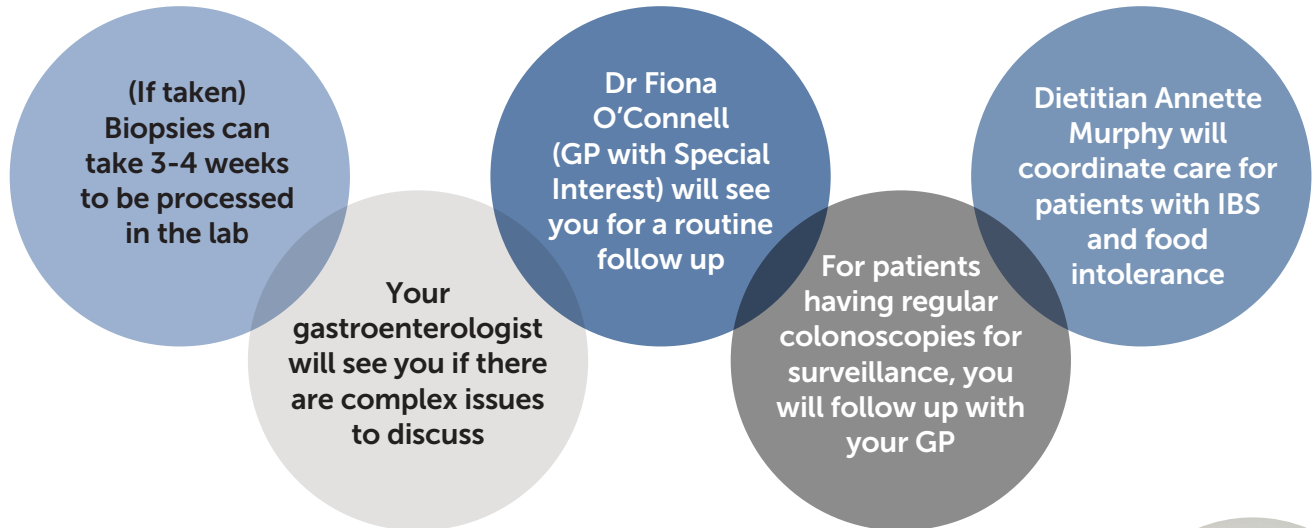 (If taken)
Biopsies can
take 3-4 weeks
to be processed
in the lab
Your
gastroenterologist
will see you if there
are complex issues
to discuss
Dr Fiona
O’Connell
(GP with Special
Interest) will see
you for a routine
follow up
For patients
having regular
colonoscopies for
surveillance, you
will follow up with
your GP
Dietitian Annette
Murphy will
coordinate care for
patients with IBS
and food
intolerance